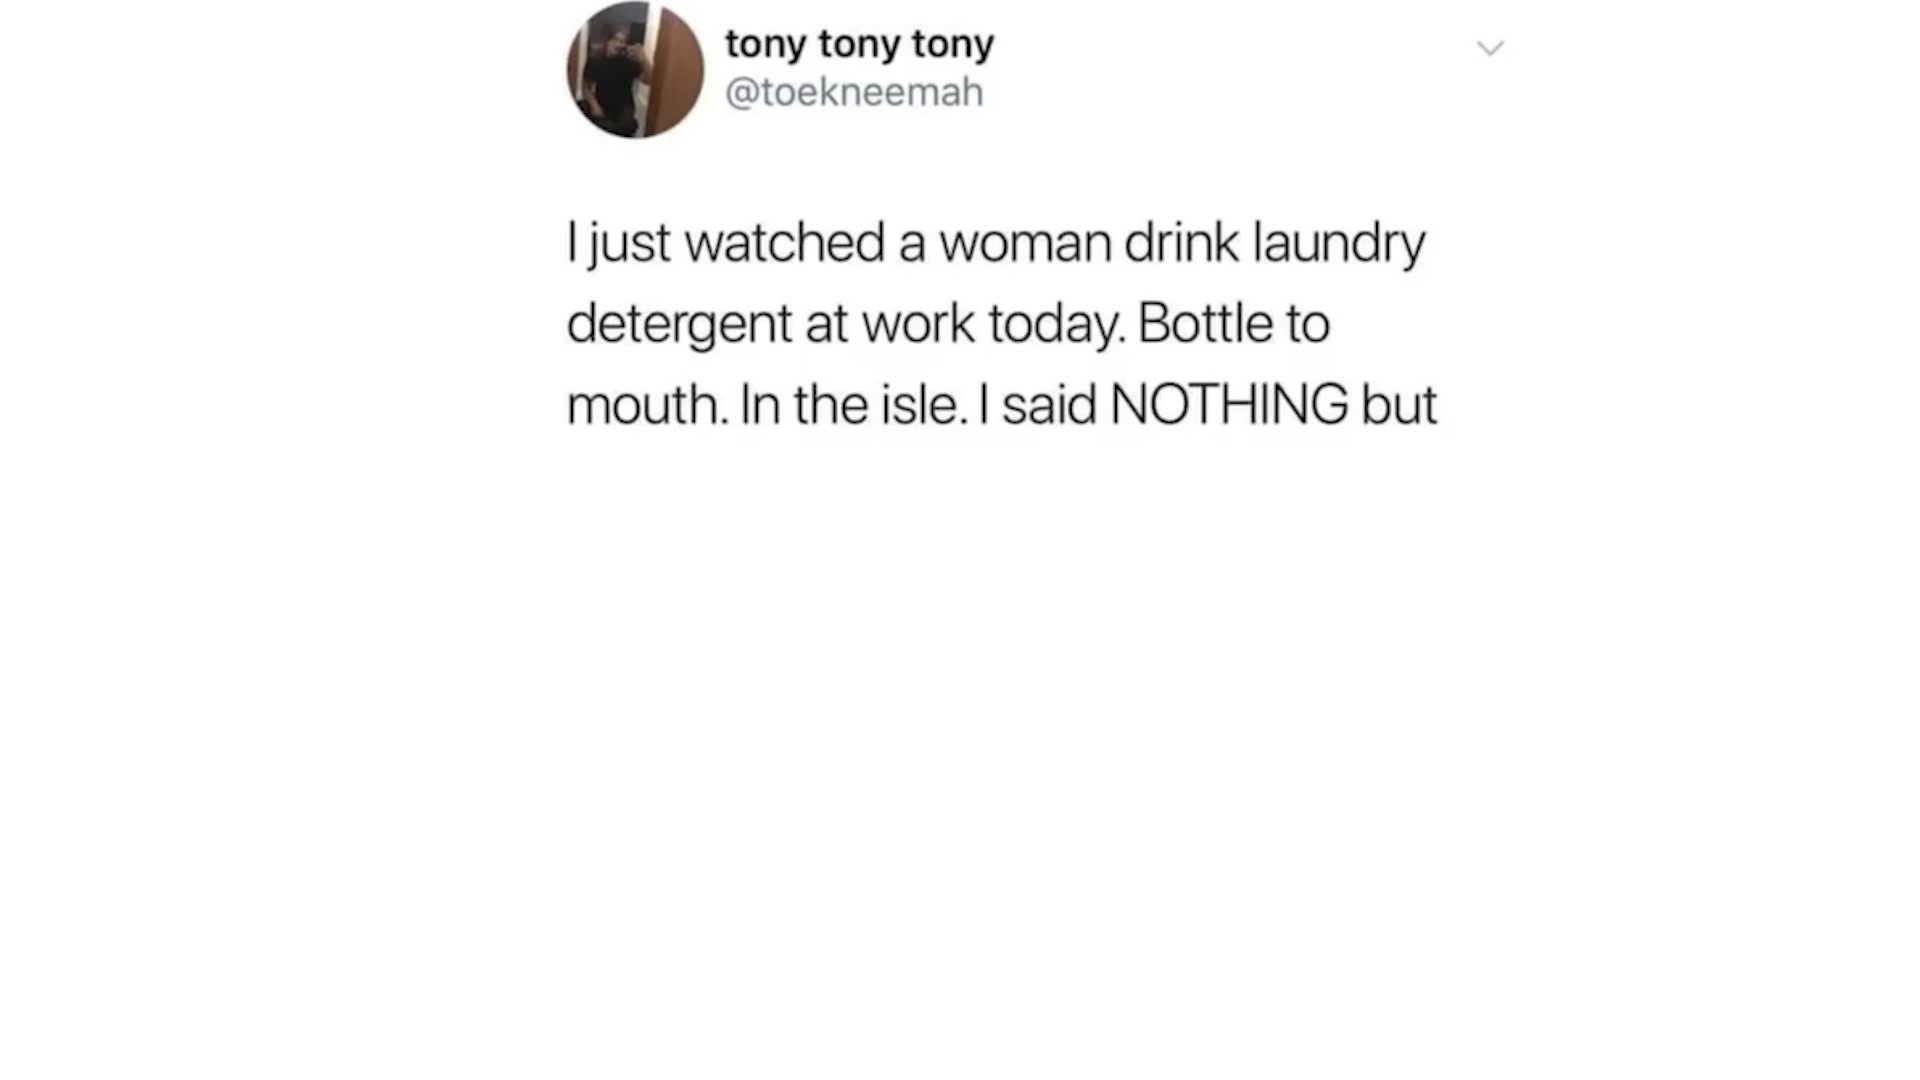 tony tony tony
@toekneemah
I just watched a woman drink laundry
detergent at work today. Bottle to
mouth. In the isle. I said NOTHING but